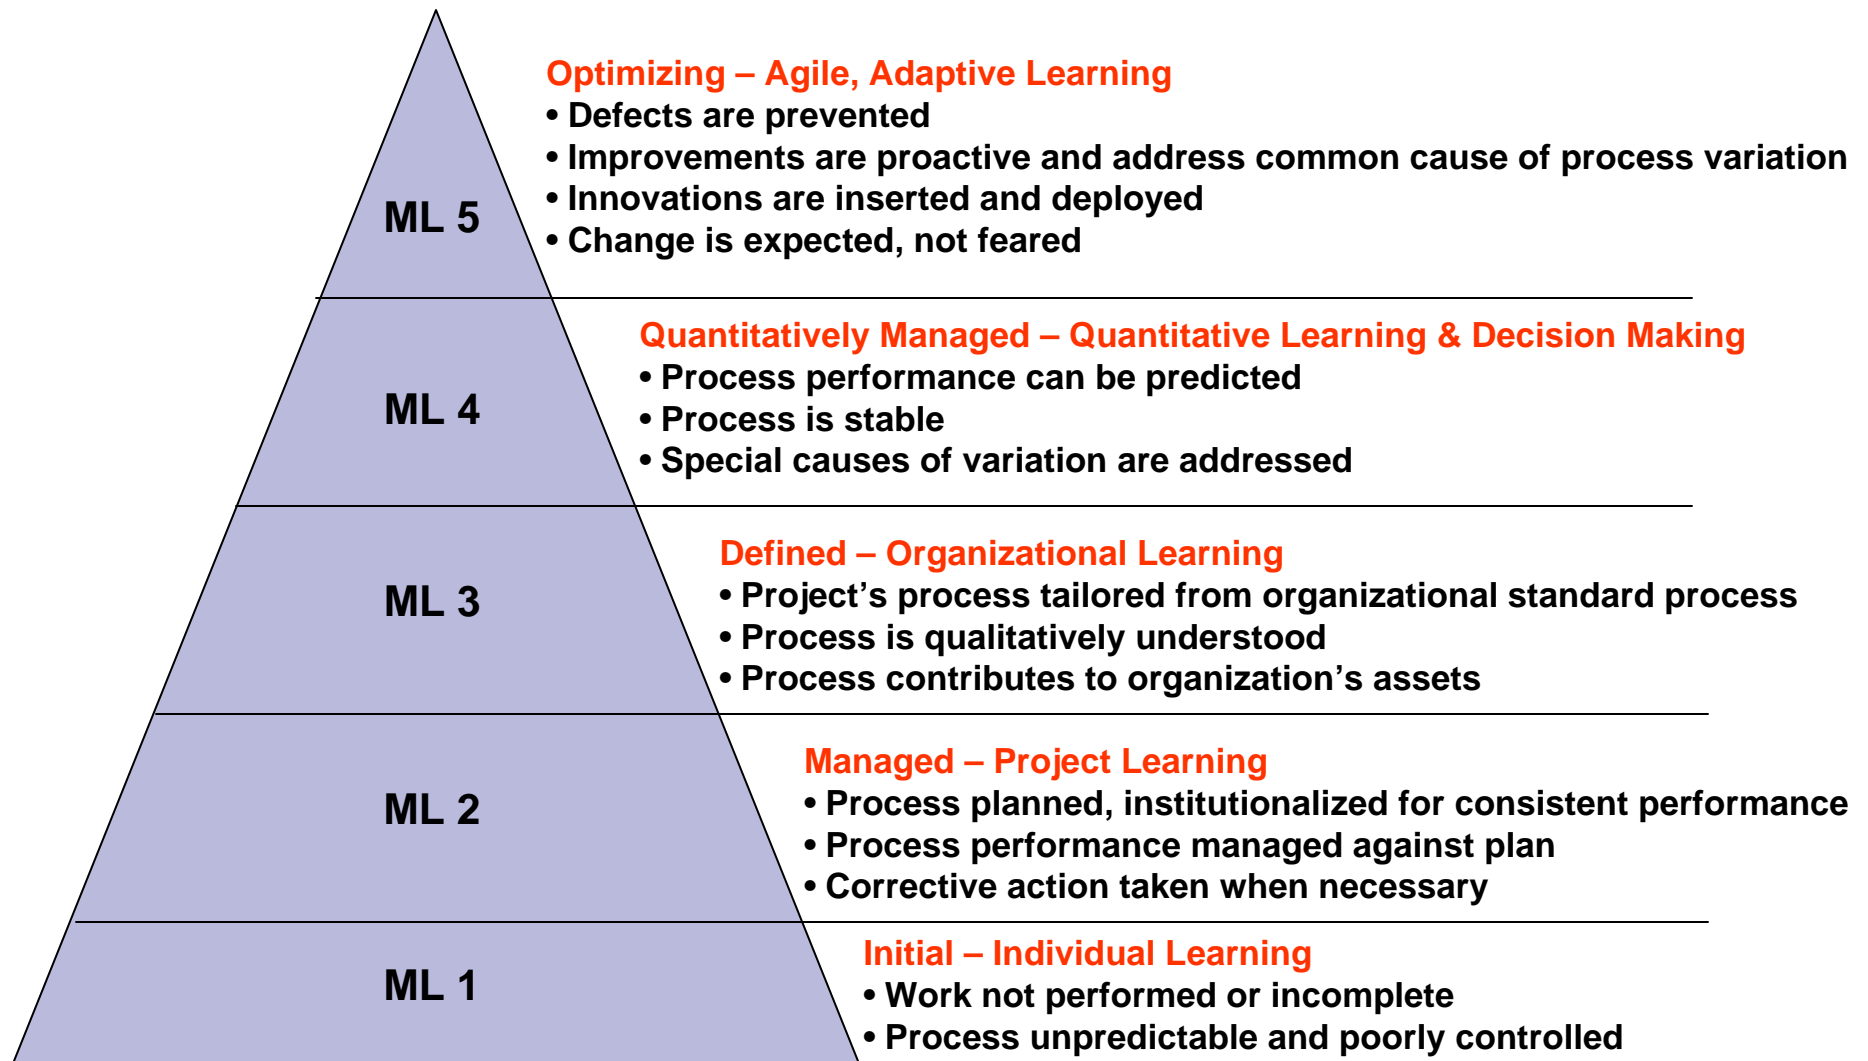 Optimizing – Agile, Adaptive Learning
• Defects are prevented
• Improvements are proactive and address common cause of process variation
• Innovations are inserted and deployed
• Change is expected, not feared
ML 5
Quantitatively Managed – Quantitative Learning & Decision Making
• Process performance can be predicted
• Process is stable
• Special causes of variation are addressed
ML 4
Defined – Organizational Learning
• Project’s process tailored from organizational standard process
• Process is qualitatively understood
• Process contributes to organization’s assets
ML 3
Managed – Project Learning
• Process planned, institutionalized for consistent performance
• Process performance managed against plan
• Corrective action taken when necessary
ML 2
Initial – Individual Learning
• Work not performed or incomplete
• Process unpredictable and poorly controlled
ML 1